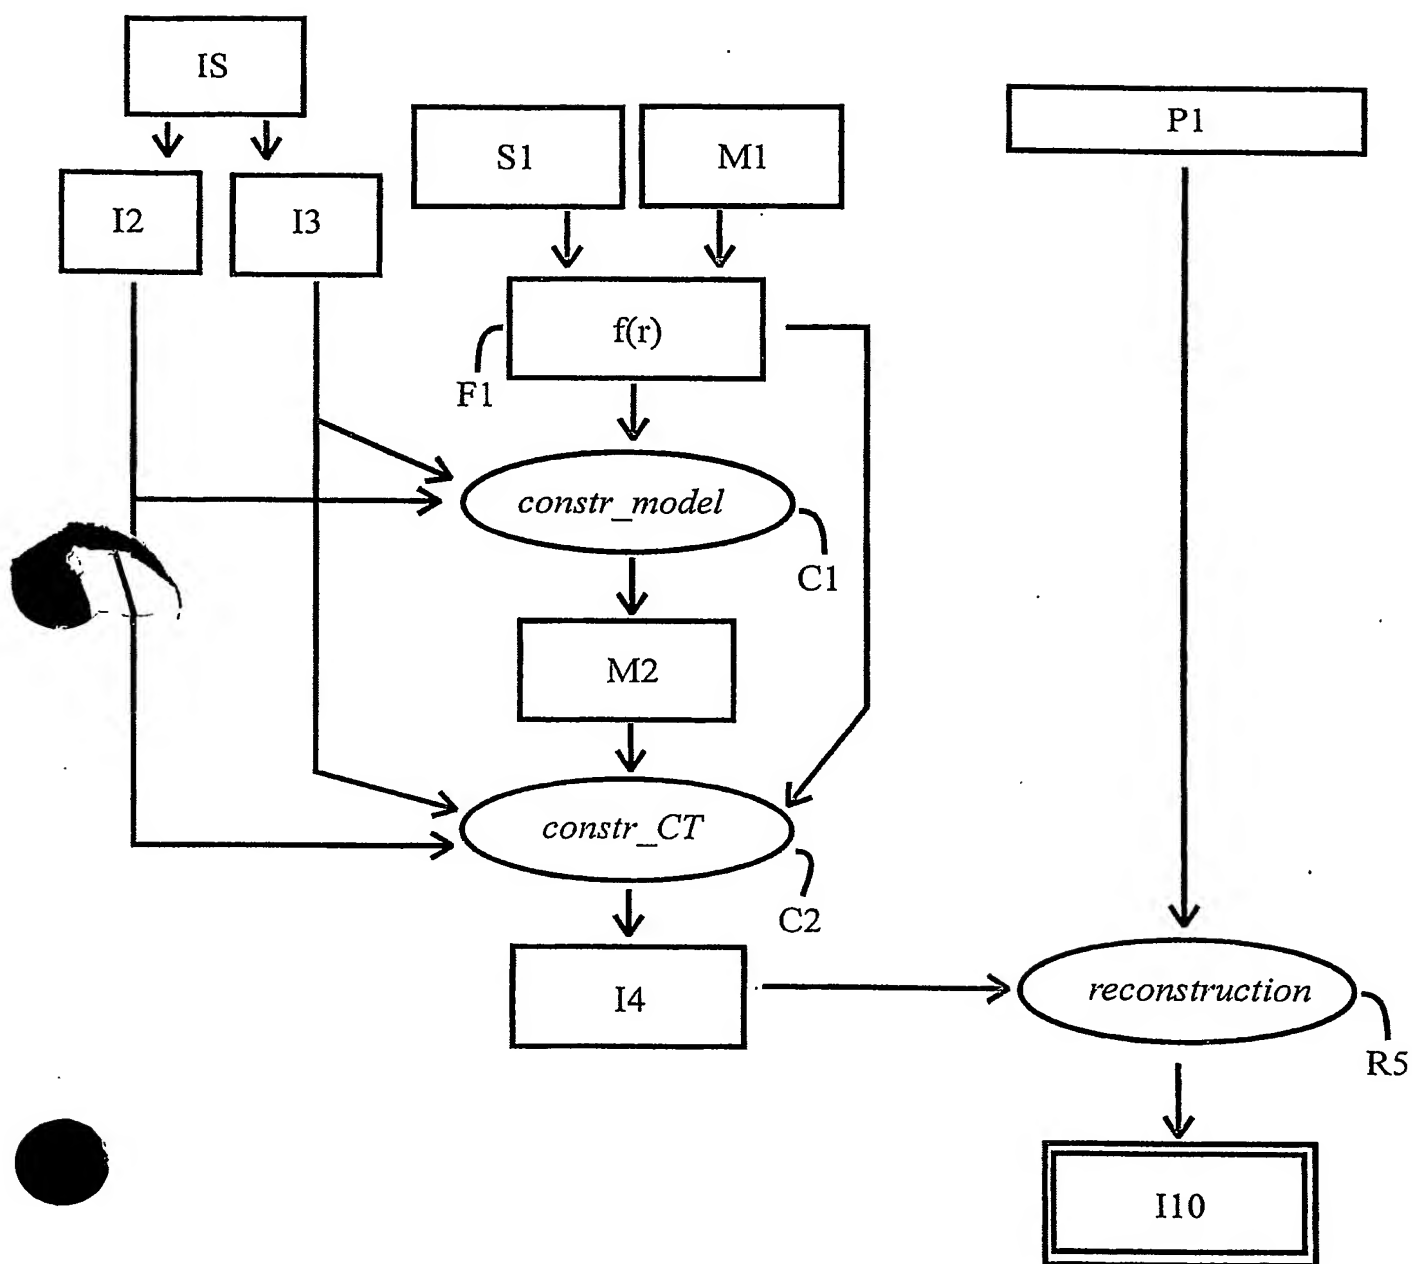 IS
P1
S1
M1
I2
I3
f(r)
F1
constr_model
C1
M2
constr_CT
C2
I4
reconstruction
R5
I10